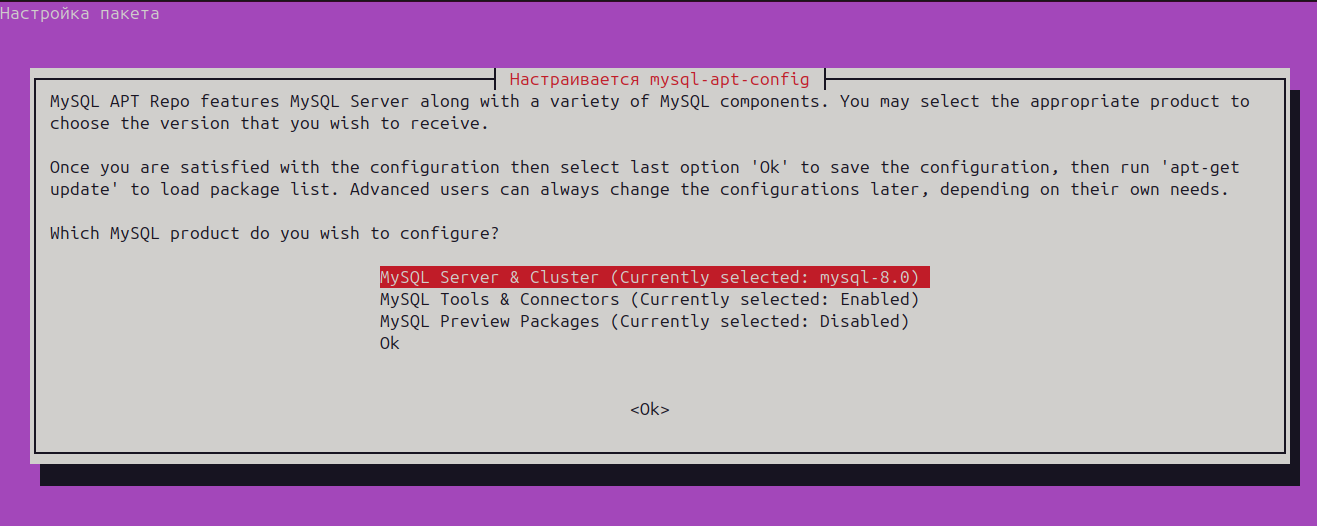 Настройка пакета
Настраивается mysql-apt-config
MySQL APT Repo features MySQL Server along with a variety of MySQL components. You may select the appropriate product to
choose the version that you wish to receive.
Once you are satisfied with the configuration then select last option 'Ok' to save the configuration, then run 'apt-get
update' to load package list. Advanced users can always change the configurations later, depending on their own needs.
Which MySQL product do you wish to configure?
MySQL Server & Cluster (Currently selected: mysql-8.0)
MySQL Tools & Connectors (Currently selected: Enabled)
MySQL Preview Packages (Currently selected: Disabled)
Ok
<Ok>